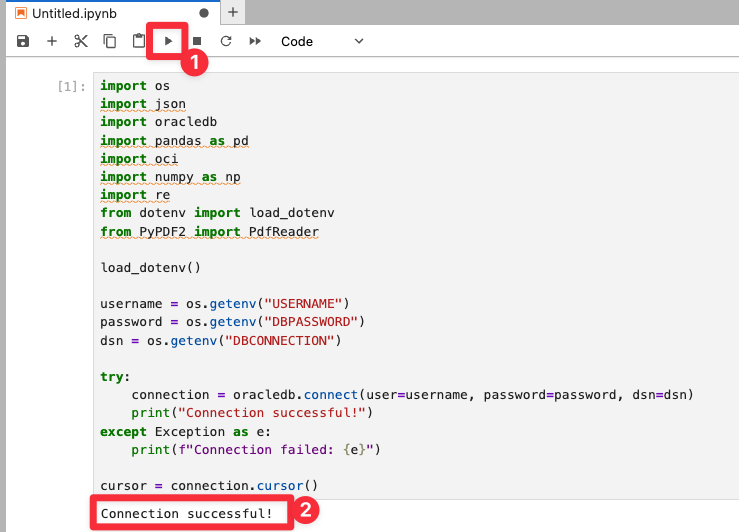 Untitled.ipynb
Code
1
[1]:
import os
import json
import oracledb
import pandas as pd
import oci
import numpy as np
import re
from dotenv import load_dotenv
from PyPDF2 import PdfReader
load_dotenv()
username = os.getenv("USERNAME")
password = os.getenv("DBPASSWORD")
dsn = os.getenv("DBCONNECTION")
try:
    connection = oracledb.connect(user=username, password=password, dsn=dsn)
    print("Connection successful!")
except Exception as e:
    print(f"Connection failed: {e}")
cursor = connection.cursor()
Connection successful! 2